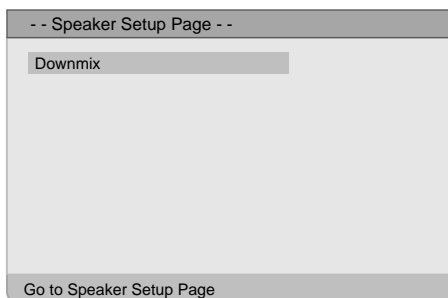 - - Speaker Setup Page - -
Downmix
Go to Speaker Setup Page